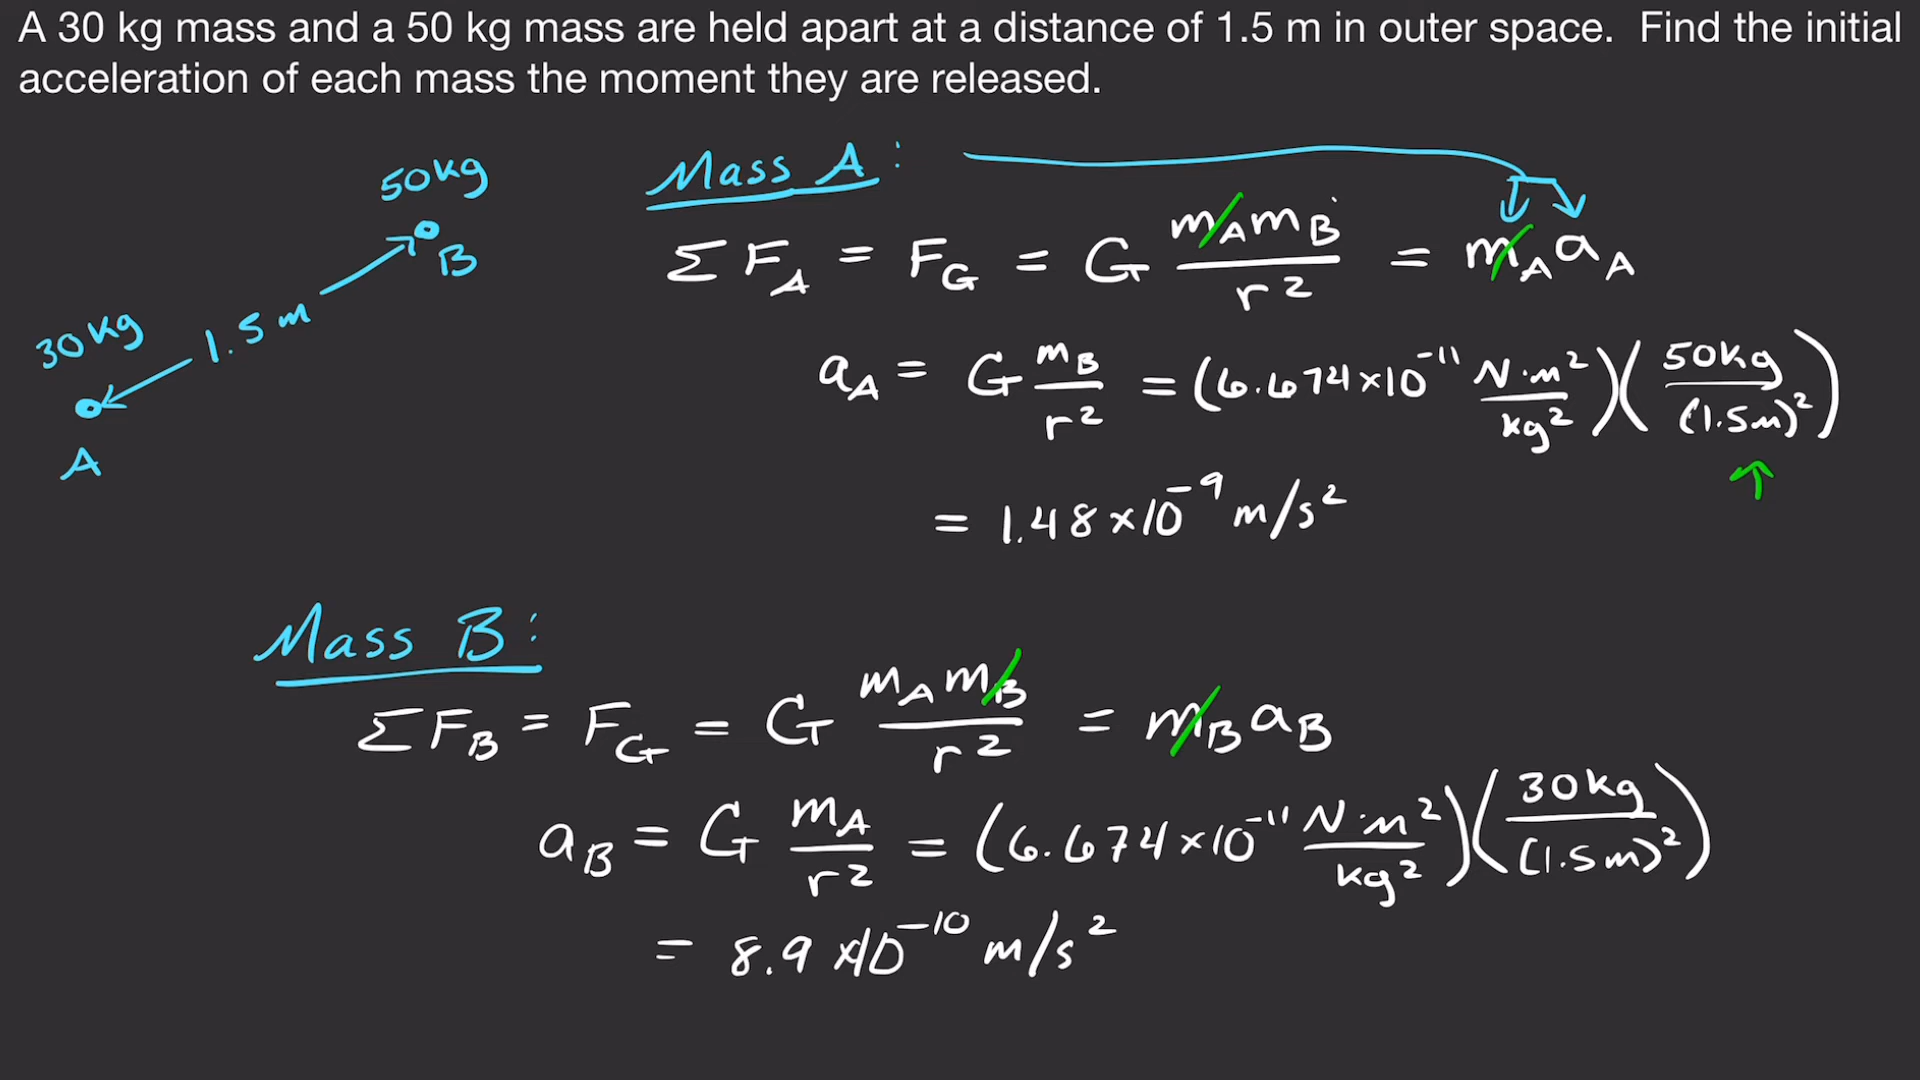 A 30 kg mass and a 50 kg mass are held apart at a distance of 1.5 m in outer space. Find the initial
acceleration of each mass the moment they are released.
50kg
B
30kg
1.5 m
A
Mass A:
ΣF_A = F_G = G m_A m_B / r² = m_A a_A
a_A = G m_B / r² = (6.674×10⁻¹¹ N·m² / kg²)(50kg / (1.5m)²)
= 1.48×10⁻⁹ m/s²
Mass B:
ΣF_B = F_G = G m_A m_B / r² = m_B a_B
a_B = G m_A / r² = (6.674×10⁻¹¹ N·m² / kg²)(30kg / (1.5m)²)
= 8.9×10⁻¹⁰ m/s²